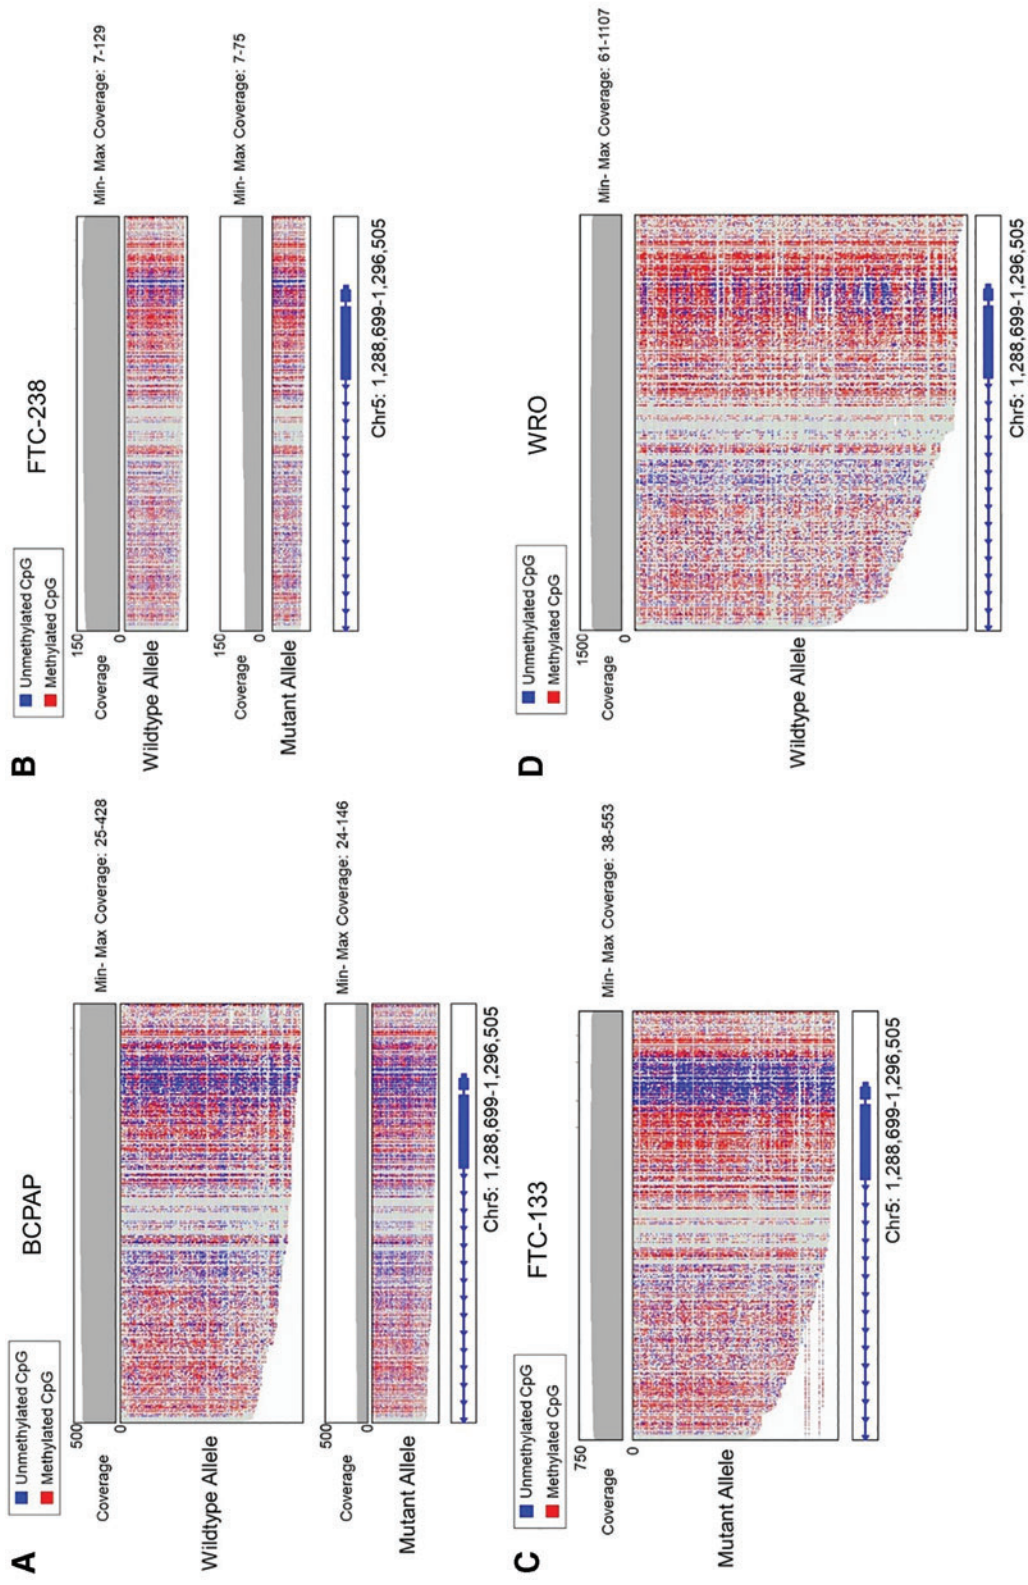 A
BCPAP
Unmethylated CpG
Methylated CpG
500
0
Coverage
Min- Max Coverage: 25-428
Wildtype Allele
500
0
Coverage
Min- Max Coverage: 24-146
Mutant Allele
Chr5: 1,288,699-1,296,505
B
FTC-238
Unmethylated CpG
Methylated CpG
150
0
Coverage
Min- Max Coverage: 7-129
Wildtype Allele
150
0
Coverage
Min- Max Coverage: 7-75
Mutant Allele
Chr5: 1,288,699-1,296,505
C
FTC-133
Unmethylated CpG
Methylated CpG
750
0
Coverage
Min- Max Coverage: 38-553
Mutant Allele
Chr5: 1,288,699-1,296,505
D
WRO
Unmethylated CpG
Methylated CpG
1500
0
Coverage
Min- Max Coverage: 61-1107
Wildtype Allele
Chr5: 1,288,699-1,296,505